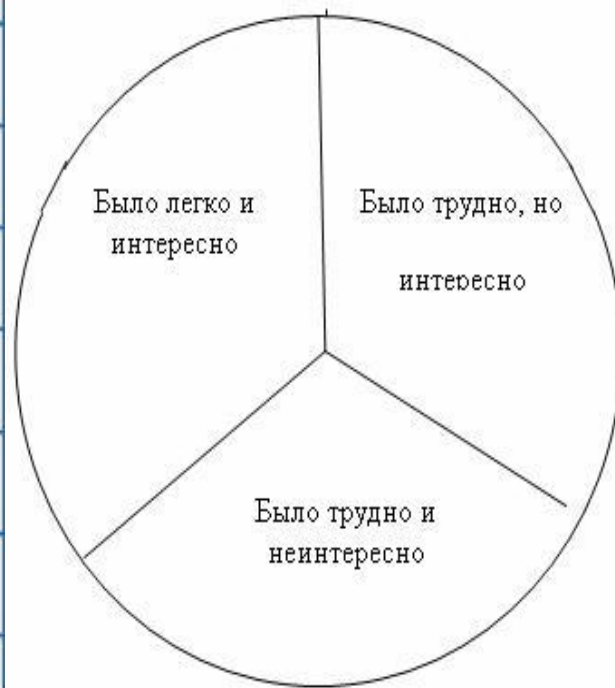 Было легко и
интересно
Было трудно, но
интересно
Было трудно и
неинтересно